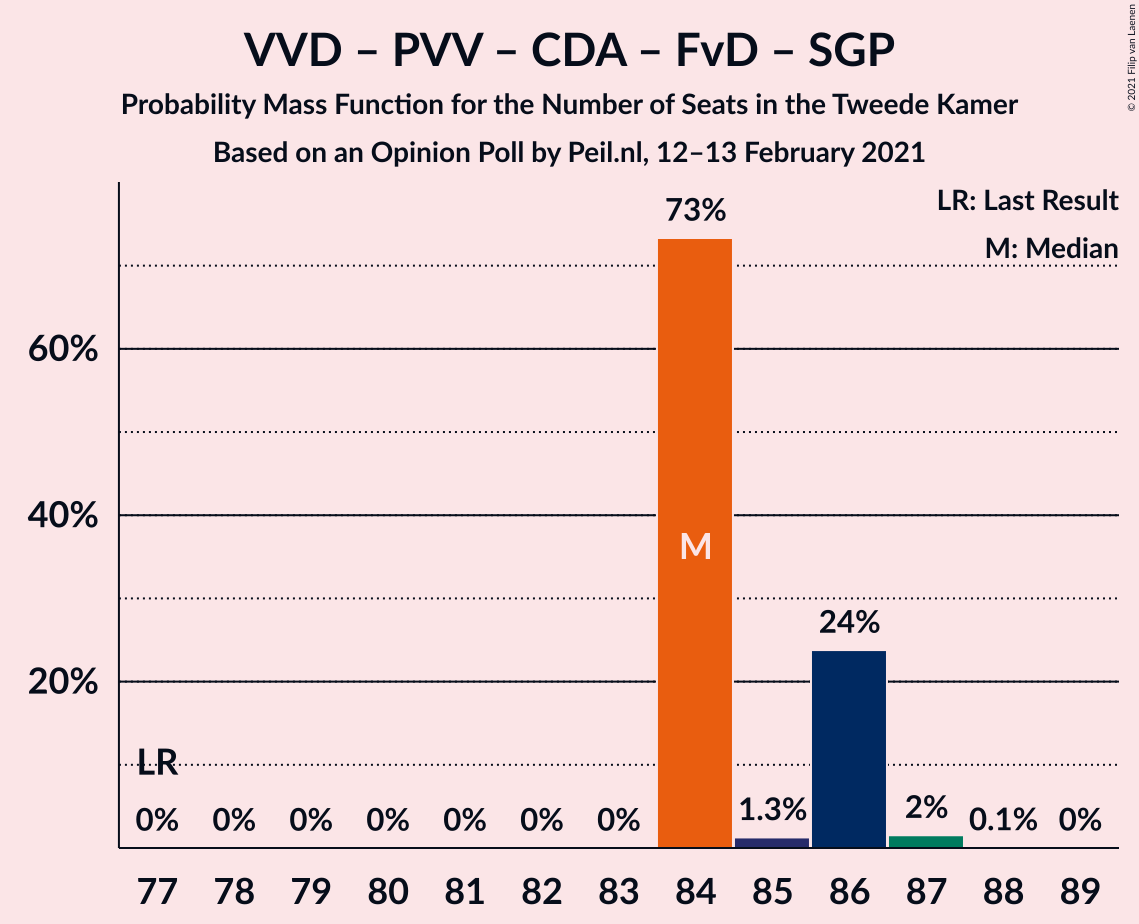 VVD – PVV – CDA – FvD – SGP
Probability Mass Function for the Number of Seats in the Tweede Kamer
Based on an Opinion Poll by Peil.nl, 12–13 February 2021
© 2021 Filip van Laenen
LR: Last Result
M: Median
73%
60%
40%
M
24%
20%
LR
0% 0% 0% 0% 0% 0% 0% 1.3% 2% 0.1% 0%
77 78 79 80 81 82 83 84 85 86 87 88 89